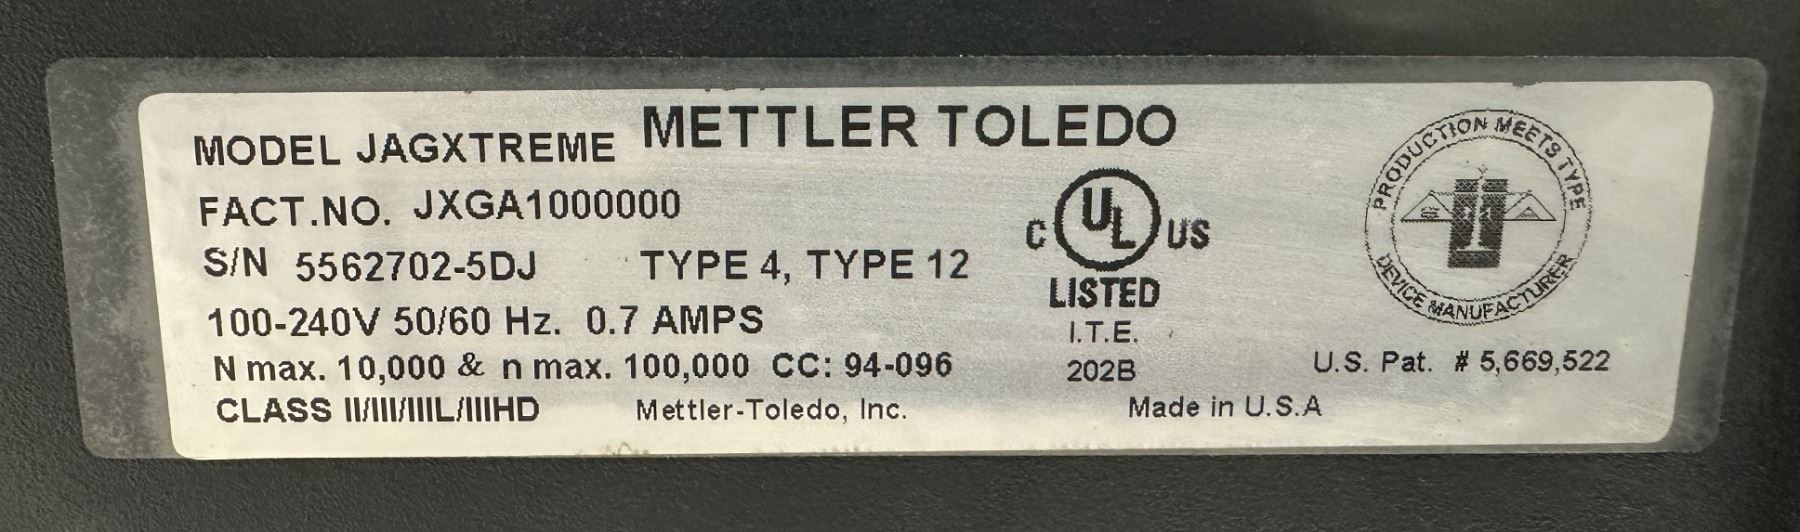 METTLER TOLEDO
MODEL JAGXTREME
FACT.NO. JXGA1000000
S/N 5562702-5DJ TYPE 4, TYPE 12
100-240V 50/60 Hz. 0.7 AMPS
N max. 10,000 & n max. 100,000 CC: 94-096
CLASS II/III/IIIL/IIIHD Mettler-Toledo, Inc.
C UL US
LISTED
I.T.E.
202B
Made in U.S.A
PRODUCTION MEETS TYPE
DEVICE MANUFACTURER
U.S. Pat. # 5,669,522